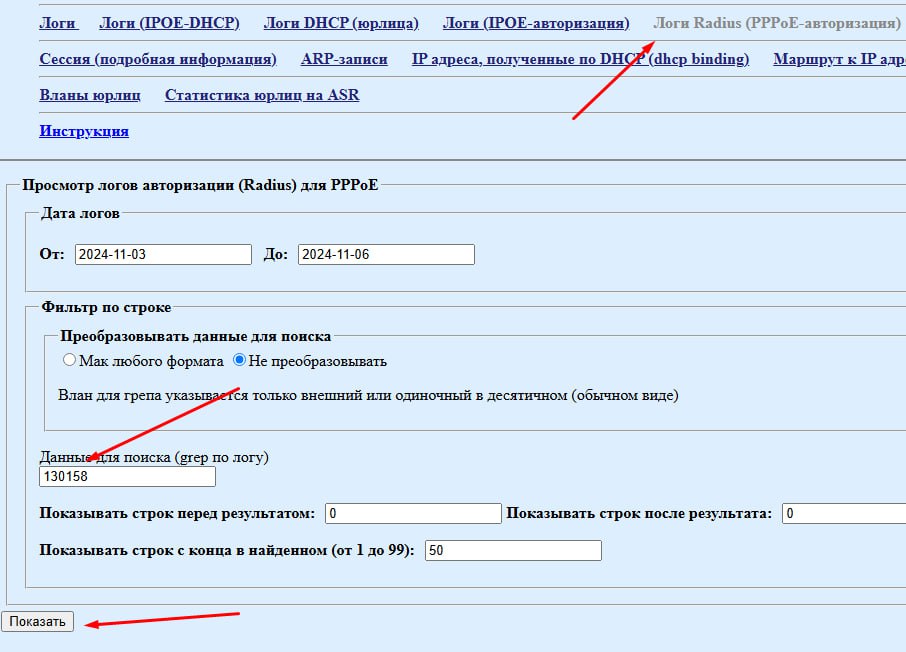 Логи Логи (IPOE-DHCP) Логи DHCP (юрлица) Логи (IPOE-авторизация) Логи Radius (PPPoE-авторизация)
Сессия (подробная информация) ARP-записи IP адреса, полученные по DHCP (dhcp binding) Маршрут к IP адре
Вланы юрлиц Статистика юрлиц на ASR
Инструкция
Просмотр логов авторизации (Radius) для PPPoE
Дата логов
От: 2024-11-03 До: 2024-11-06
Фильтр по строке
Преобразовывать данные для поиска
Мак любого формата Не преобразовывать
Влан для грепа указывается только внешний или одиночный в десятичном (обычном виде)
Данные для поиска (grep по логу)
130158
Показывать строк перед результатом: 0 Показывать строк после результата: 0
Показывать строк с конца в найденном (от 1 до 99): 50
Показать